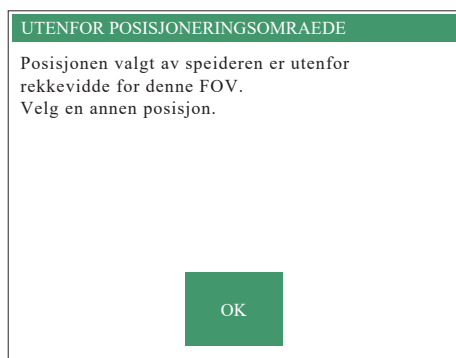 UTENFOR POSISJONERINGSOMRAEDE
Posisjonen valgt av speideren er utenfor
rekkevidde for denne FOV.
Velg en annen posisjon.
OK